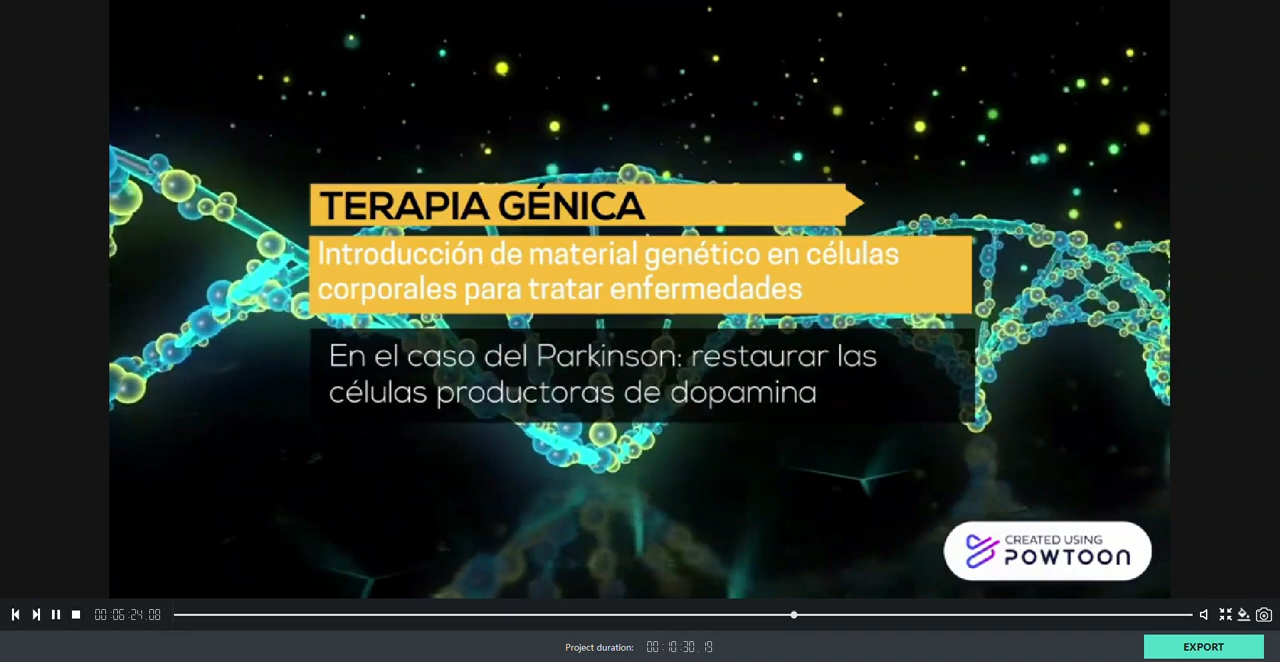 TERAPIA GÉNICA
Introducción de material genético en células
corporales para tratar enfermedades
En el caso del Parkinson: restaurar las
células productoras de dopamina
CREATED USING
POWTOON
00:06:24.08
Project duration: 00:10:30.19
EXPORT